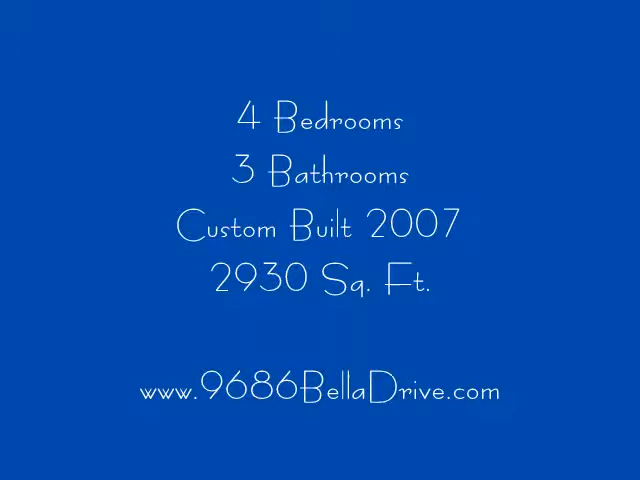 4 Bedrooms
3 Bathrooms
Custom Built 2007
2930 Sq. Ft.
www.9686BellaDrive.com